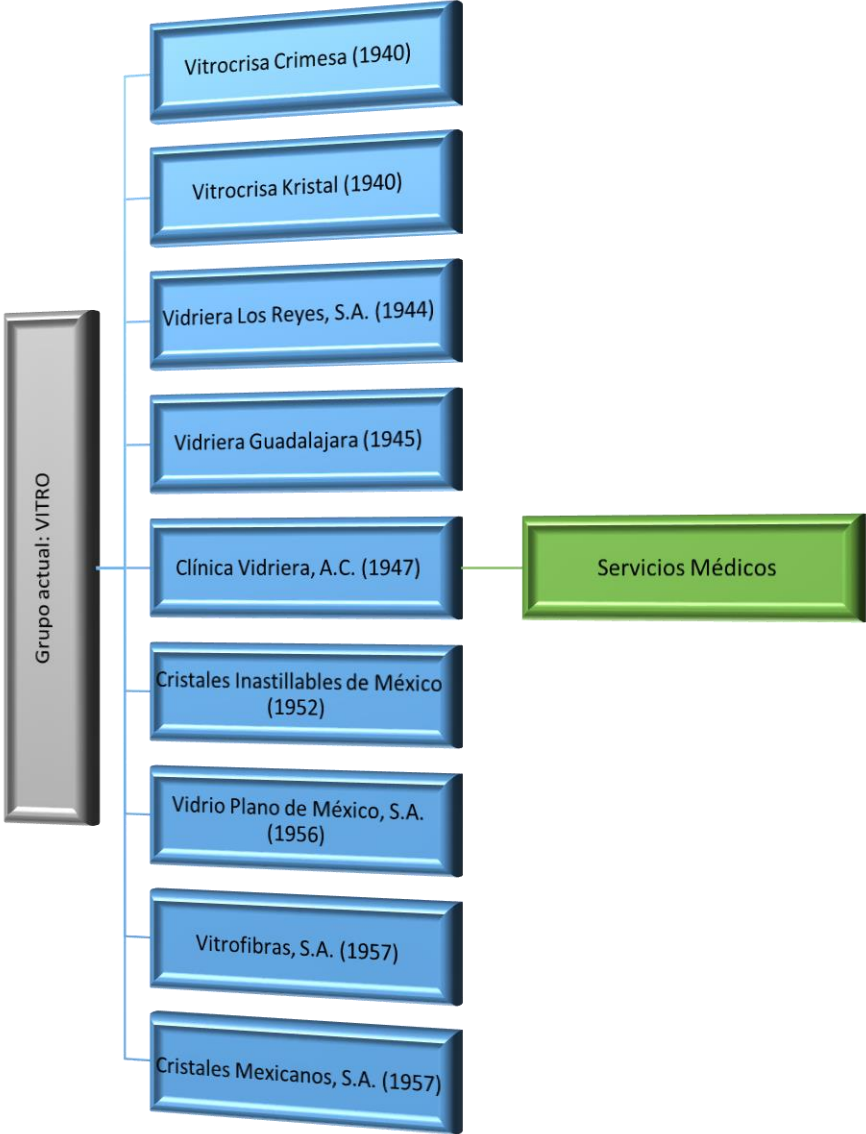 Grupo actual: VITRO
Vitrocrisa Crimesa (1940)
Vitrocrisa Kristal (1940)
Vidriera Los Reyes, S.A. (1944)
Vidriera Guadalajara (1945)
Clínica Vidriera, A.C. (1947)
Servicios Médicos
Cristales Inastillables de México
(1952)
Vidrio Plano de México, S.A.
(1956)
Vitrofibras, S.A. (1957)
Cristales Mexicanos, S.A. (1957)